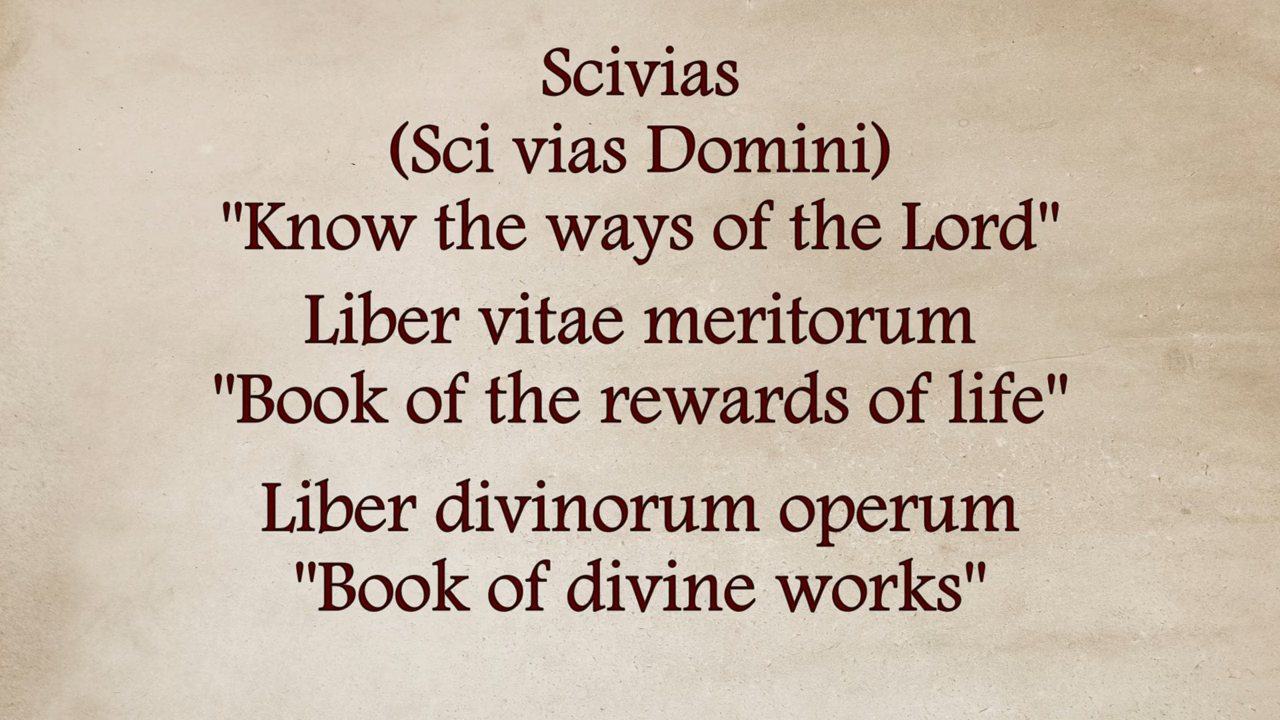 Scivias
(Sci vias Domini)
"Know the ways of the Lord"
Liber vitae meritorum
"Book of the rewards of life"
Liber divinorum operum
"Book of divine works"